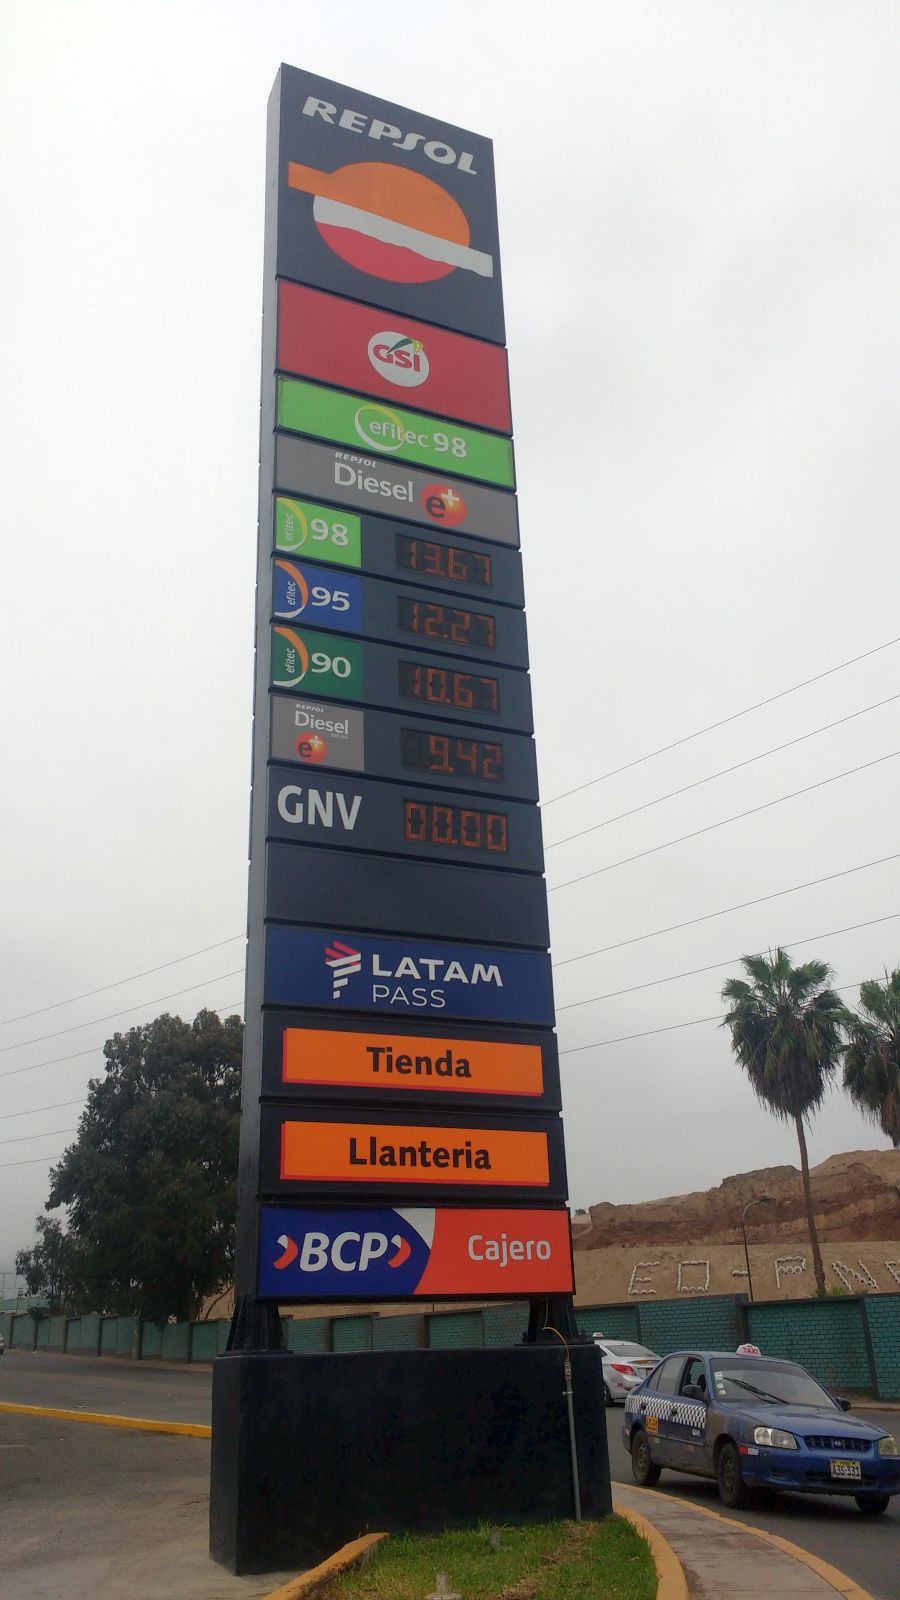 REPSOL
GSI
efitec 98
REPSOL
Diesel e+
efitec 98 13.67
efitec 95 12.27
efitec 90 10.67
REPSOL
Diesel
e+ 9.42
GNV 00.00
LATAM
PASS
Tienda
Llanteria
BCP Cajero
TAXI